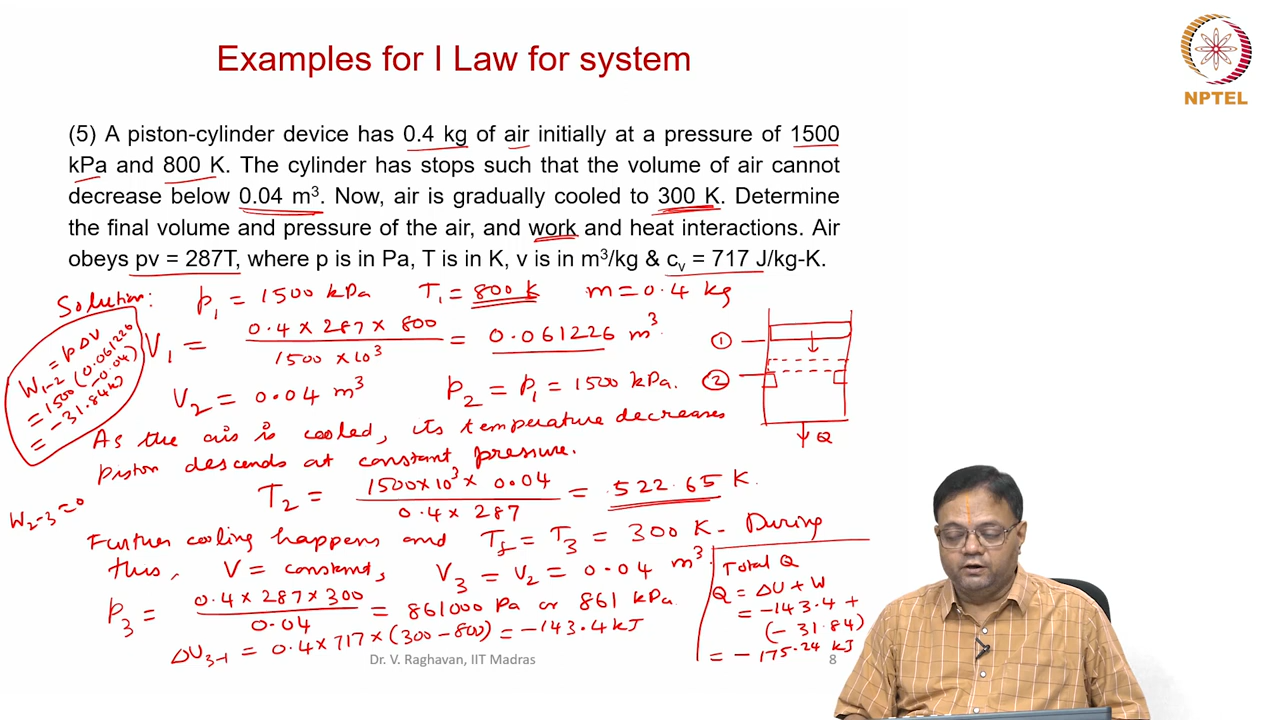 Examples for I Law for system
NPTEL
(5) A piston-cylinder device has 0.4 kg of air initially at a pressure of 1500
kPa and 800 K. The cylinder has stops such that the volume of air cannot
decrease below 0.04 m³. Now, air is gradually cooled to 300 K. Determine
the final volume and pressure of the air, and work and heat interactions. Air
obeys pv = 287T, where p is in Pa, T is in K, v is in m³/kg & cᵥ = 717 J/kg-K.
Solution: p₁ = 1500 kPa T₁ = 800 K m = 0.4 kg
V₁ = (0.4 × 287 × 800)/(1500 × 10³) = 0.061226 m³
①
V₂ = 0.04 m³ p₂ = p₁ = 1500 kPa. ②
W₁₋₂ = pΔV
= 1500 (0.061226
- 0.04)
= - 31.84 kJ
As the air is cooled, its temperature decreases
piston descends at constant pressure.
Q
T₂ = (1500×10³ × 0.04)/(0.4 × 287) = 522.65 K.
W₂₋₃ = 0
Further cooling happens and T_f = T₃ = 300 K. During
this, V = constant, V₃ = V₂ = 0.04 m³.
p₃ = (0.4 × 287 × 300)/0.04 = 861000 Pa or 861 kPa
ΔU₃₋₁ = 0.4 × 717 × (300 - 800) = -143.4 kJ
Total Q
Q = ΔU + W
= -143.4 +
(- 31.84)
= - 175.24 kJ
Dr. V. Raghavan, IIT Madras
8